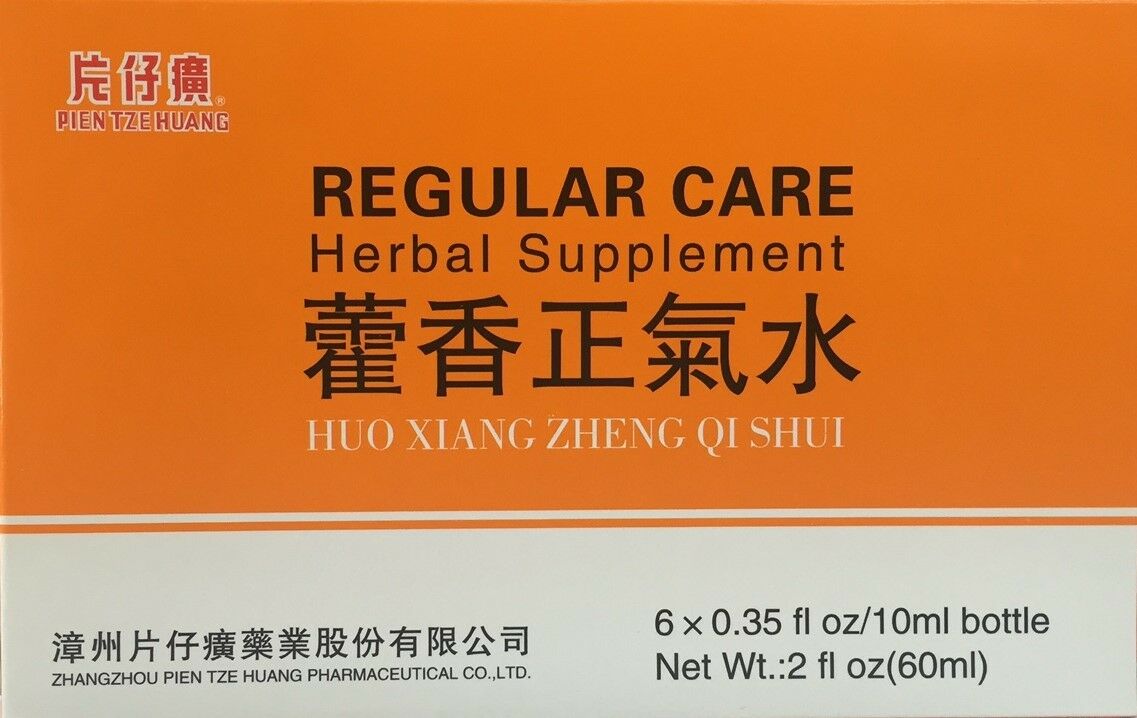 片仔癀®
PIEN TZE HUANG
REGULAR CARE
Herbal Supplement
藿香正氣水
HUO XIANG ZHENG QI SHUI
漳州片仔癀藥業股份有限公司
ZHANGZHOU PIEN TZE HUANG PHARMACEUTICAL CO.,LTD.
6 × 0.35 fl oz/10ml bottle
Net Wt.:2 fl oz(60ml)